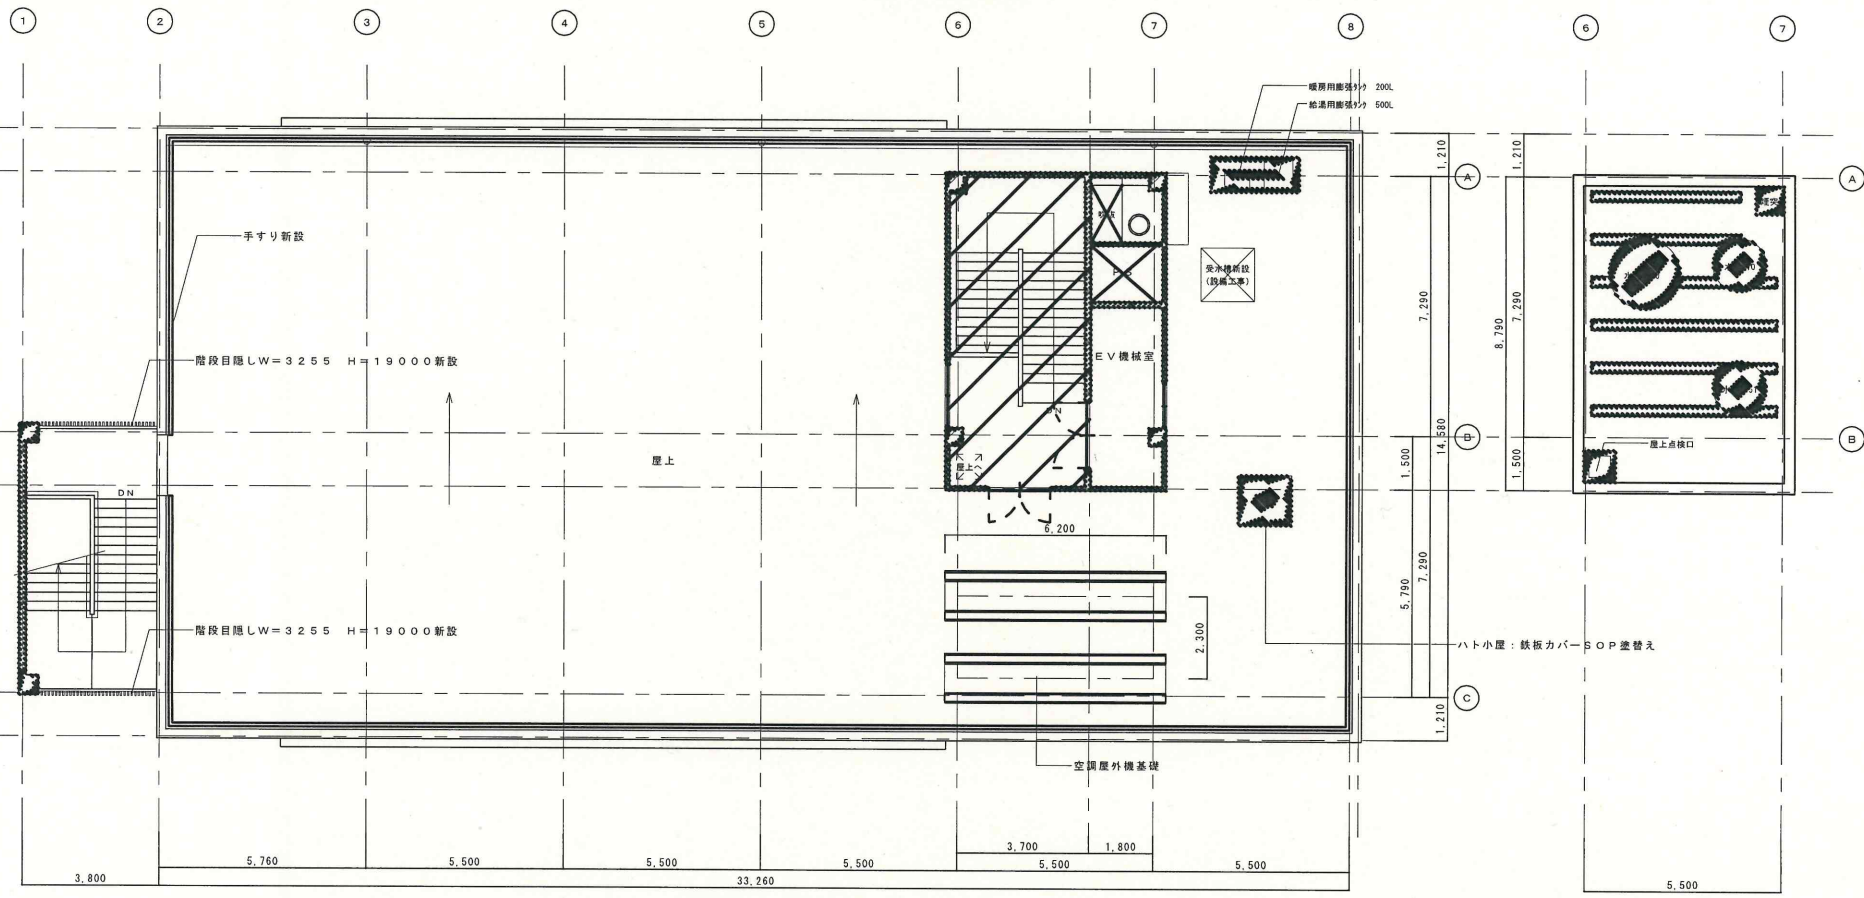 1
2
3
4
5
6
7
8
6
7
暖房用膨張タンク 200L
給湯用膨張タンク 500L
1,210
1,210
A
A
手すり新設
煙突
受水槽新設
(設備工事)
7,290
7,290
8,790
階段目隠しW=3255 H=19000新設
EV機械室
DN
B
B
14,580
屋上点検口
屋上
屋上へ
1,500
1,500
DN
6,200
7,290
5,790
2,300
階段目隠しW=3255 H=19000新設
ハト小屋:鉄板カバーSOP塗替え
C
1,210
空調屋外機基礎
3,700
1,800
5,760
5,500
5,500
5,500
5,500
5,500
3,800
33,260
5,500